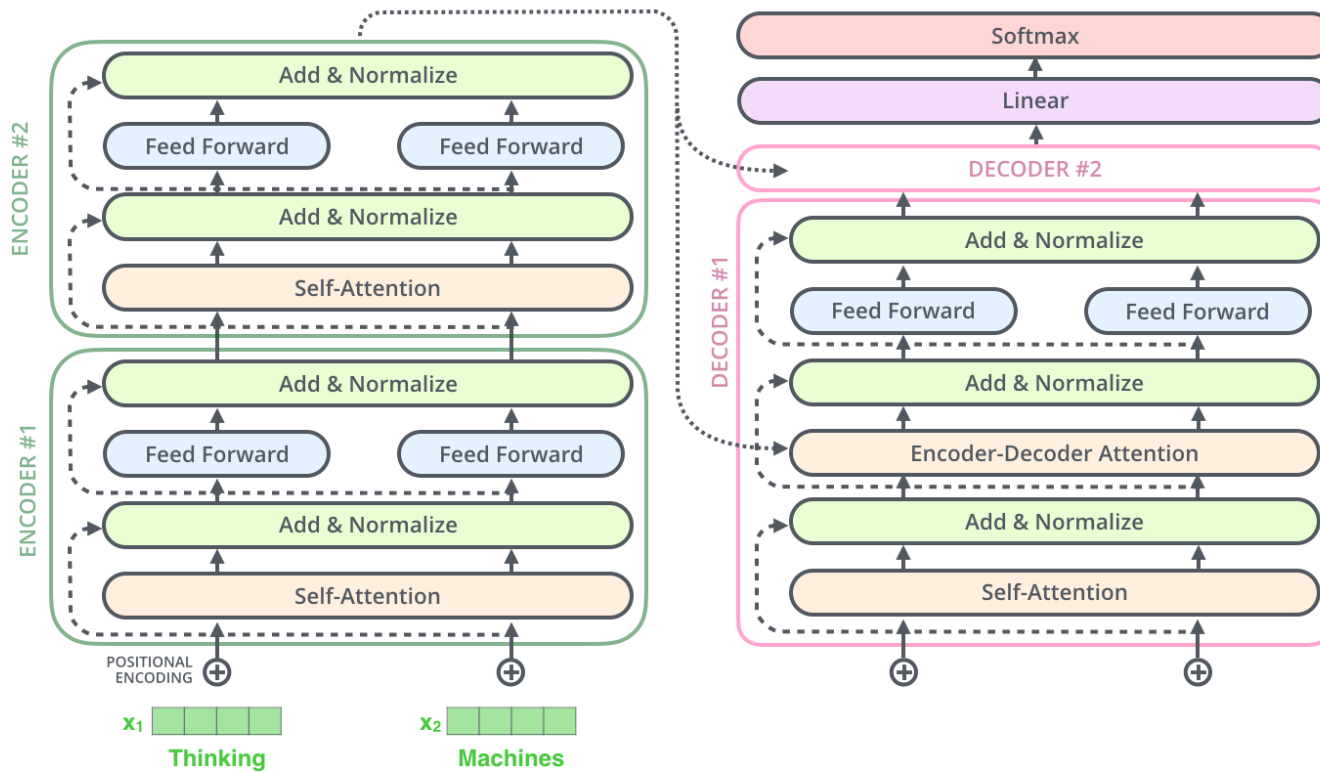 ENCODER #2
Add & Normalize
Feed Forward
Feed Forward
Add & Normalize
Self-Attention
ENCODER #1
Add & Normalize
Feed Forward
Feed Forward
Add & Normalize
Self-Attention
POSITIONAL
ENCODING
x₁
x₂
Thinking
Machines
Softmax
Linear
DECODER #2
DECODER #1
Add & Normalize
Feed Forward
Feed Forward
Add & Normalize
Encoder-Decoder Attention
Add & Normalize
Self-Attention